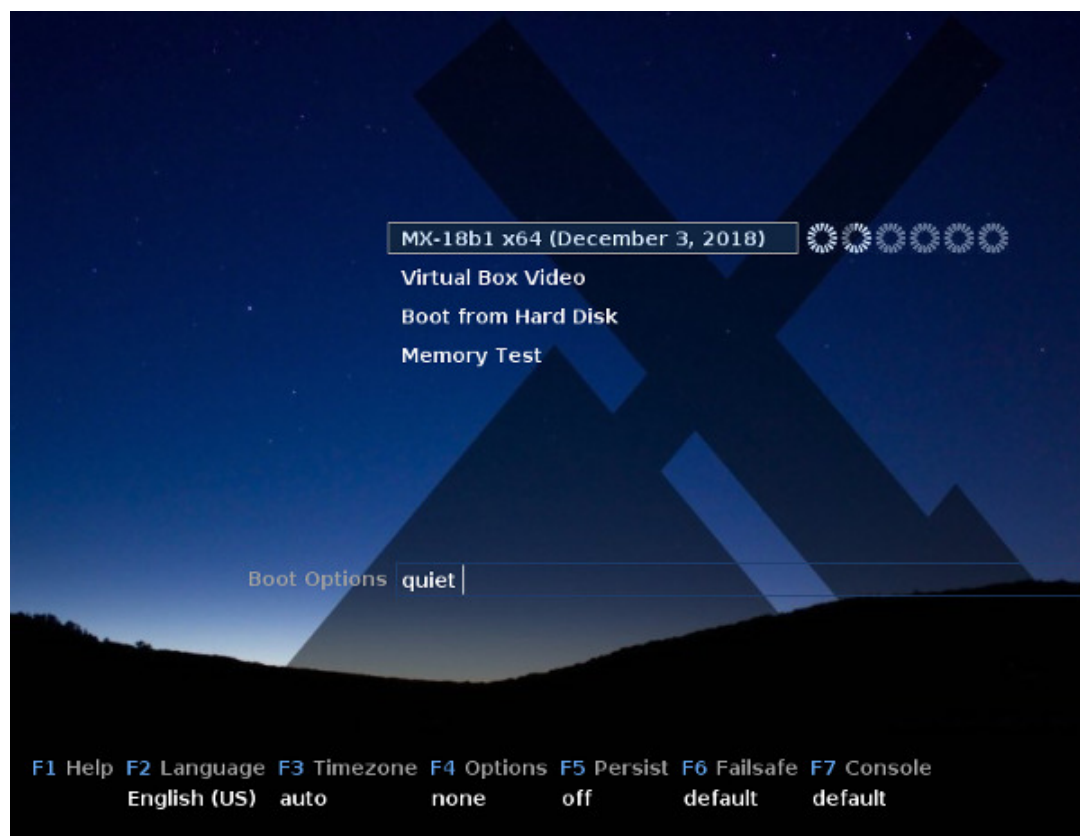 MX-18b1 x64 (December 3, 2018)
Virtual Box Video
Boot from Hard Disk
Memory Test
Boot Options quiet
F1 Help F2 Language F3 Timezone F4 Options F5 Persist F6 Failsafe F7 Console
English (US) auto none off default default